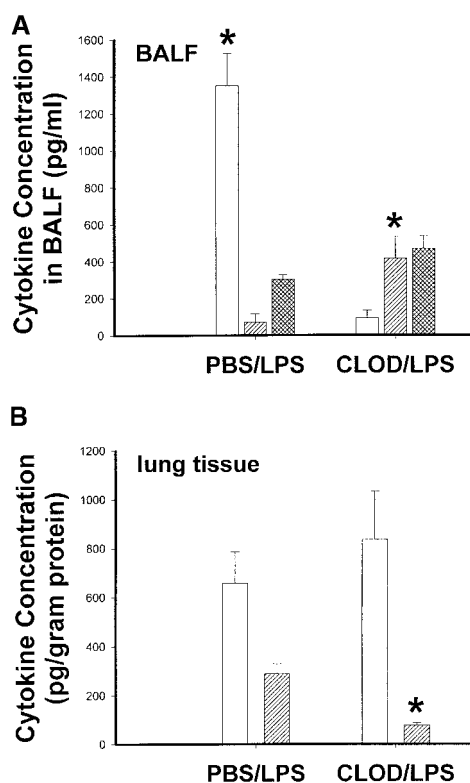 A
BALF
Cytokine Concentration
in BALF (pg/ml)
1600
1400
1200
1000
800
600
400
200
0
*
*
PBS/LPS CLOD/LPS
B
lung tissue
Cytokine Concentration
(pg/gram protein)
1200
1000
800
600
400
200
0
*
PBS/LPS CLOD/LPS